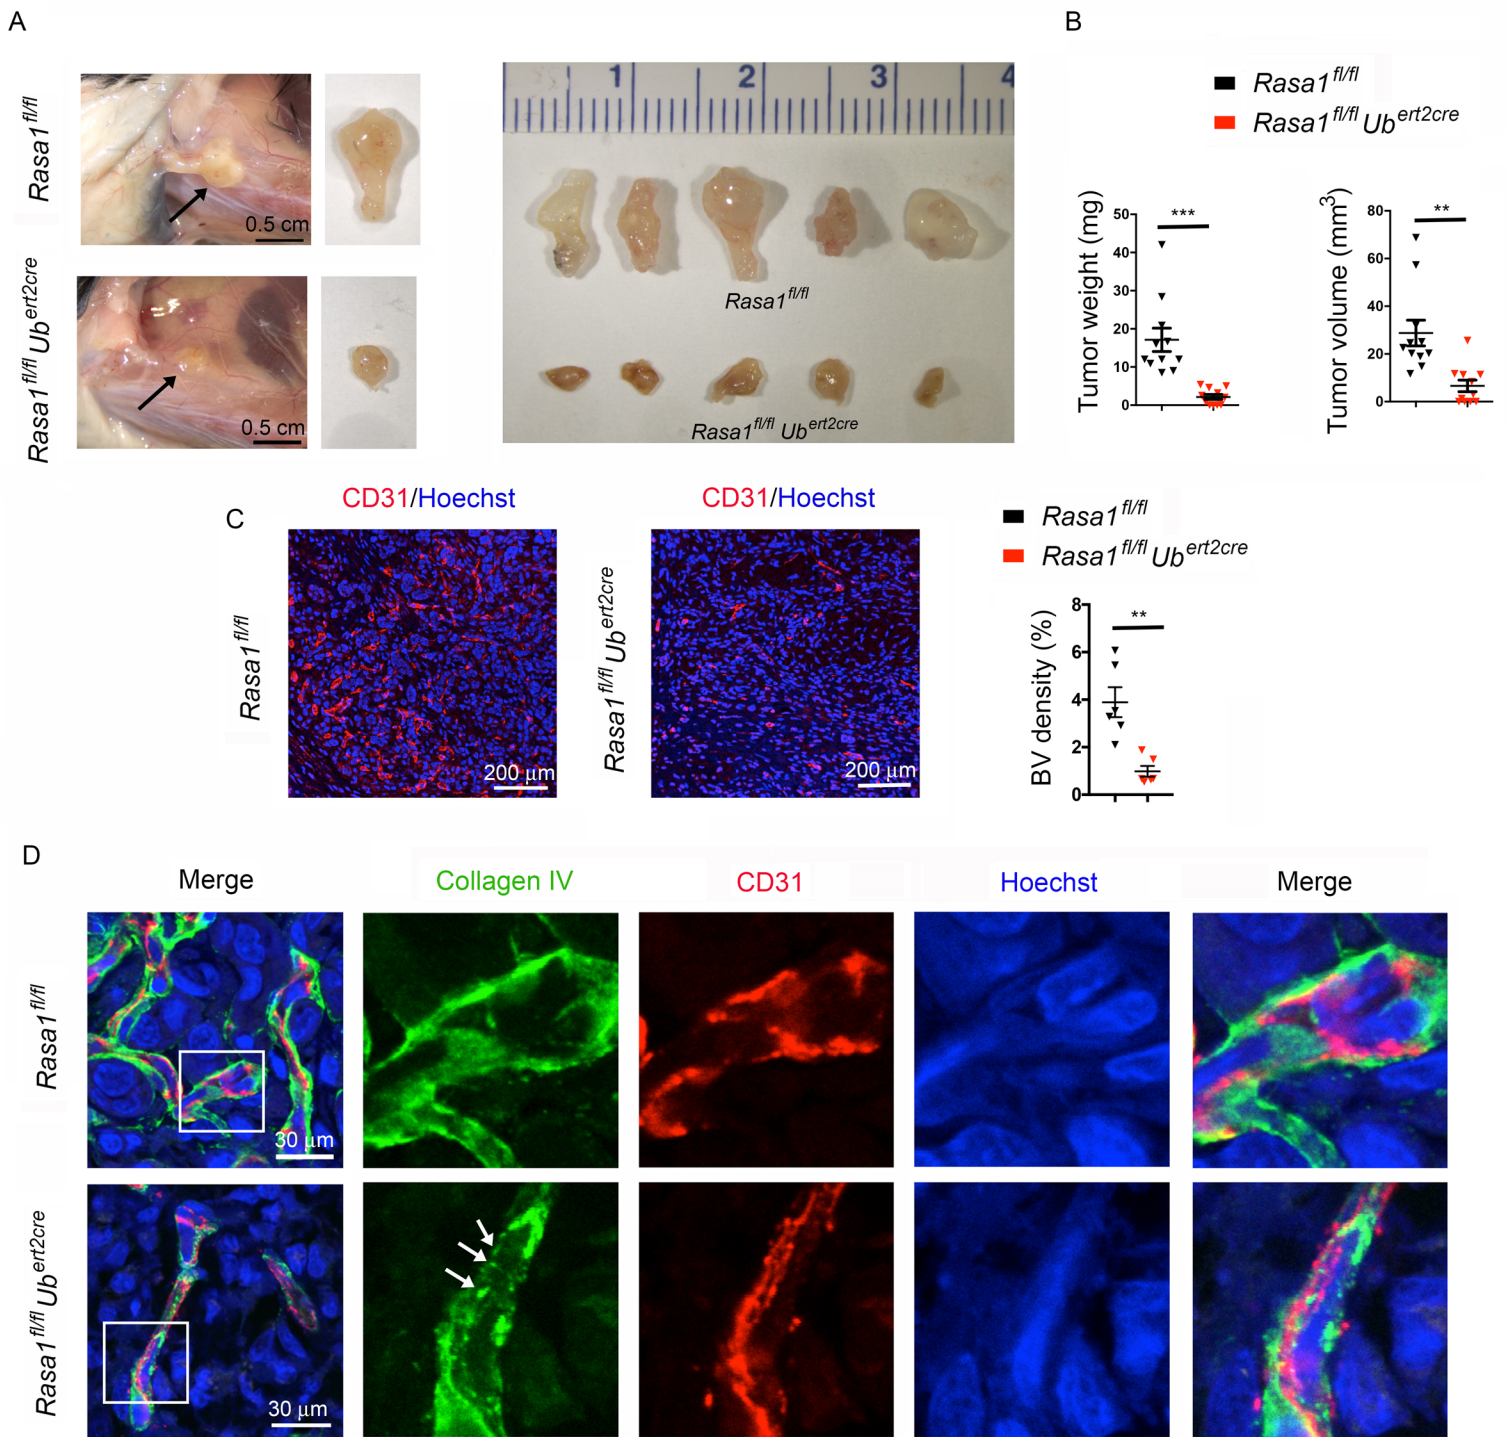 A
B
Rasa1fl/fl
0.5 cm
Rasa1fl/fl Ubert2cre
0.5 cm
1 2 3 4
Rasa1fl/fl
Rasa1fl/fl Ubert2cre
Rasa1fl/fl
Rasa1fl/fl Ubert2cre
Tumor weight (mg)
50
40
30
20
10
0
***
Tumor volume (mm3)
80
60
40
20
0
**
C
CD31/Hoechst
Rasa1fl/fl
200 µm
CD31/Hoechst
Rasa1fl/fl Ubert2cre
200 µm
Rasa1fl/fl
Rasa1fl/fl Ubert2cre
BV density (%)
8
6
4
2
0
**
D
Merge
Collagen IV
CD31
Hoechst
Merge
Rasa1fl/fl
30 µm
Rasa1fl/fl Ubert2cre
30 µm